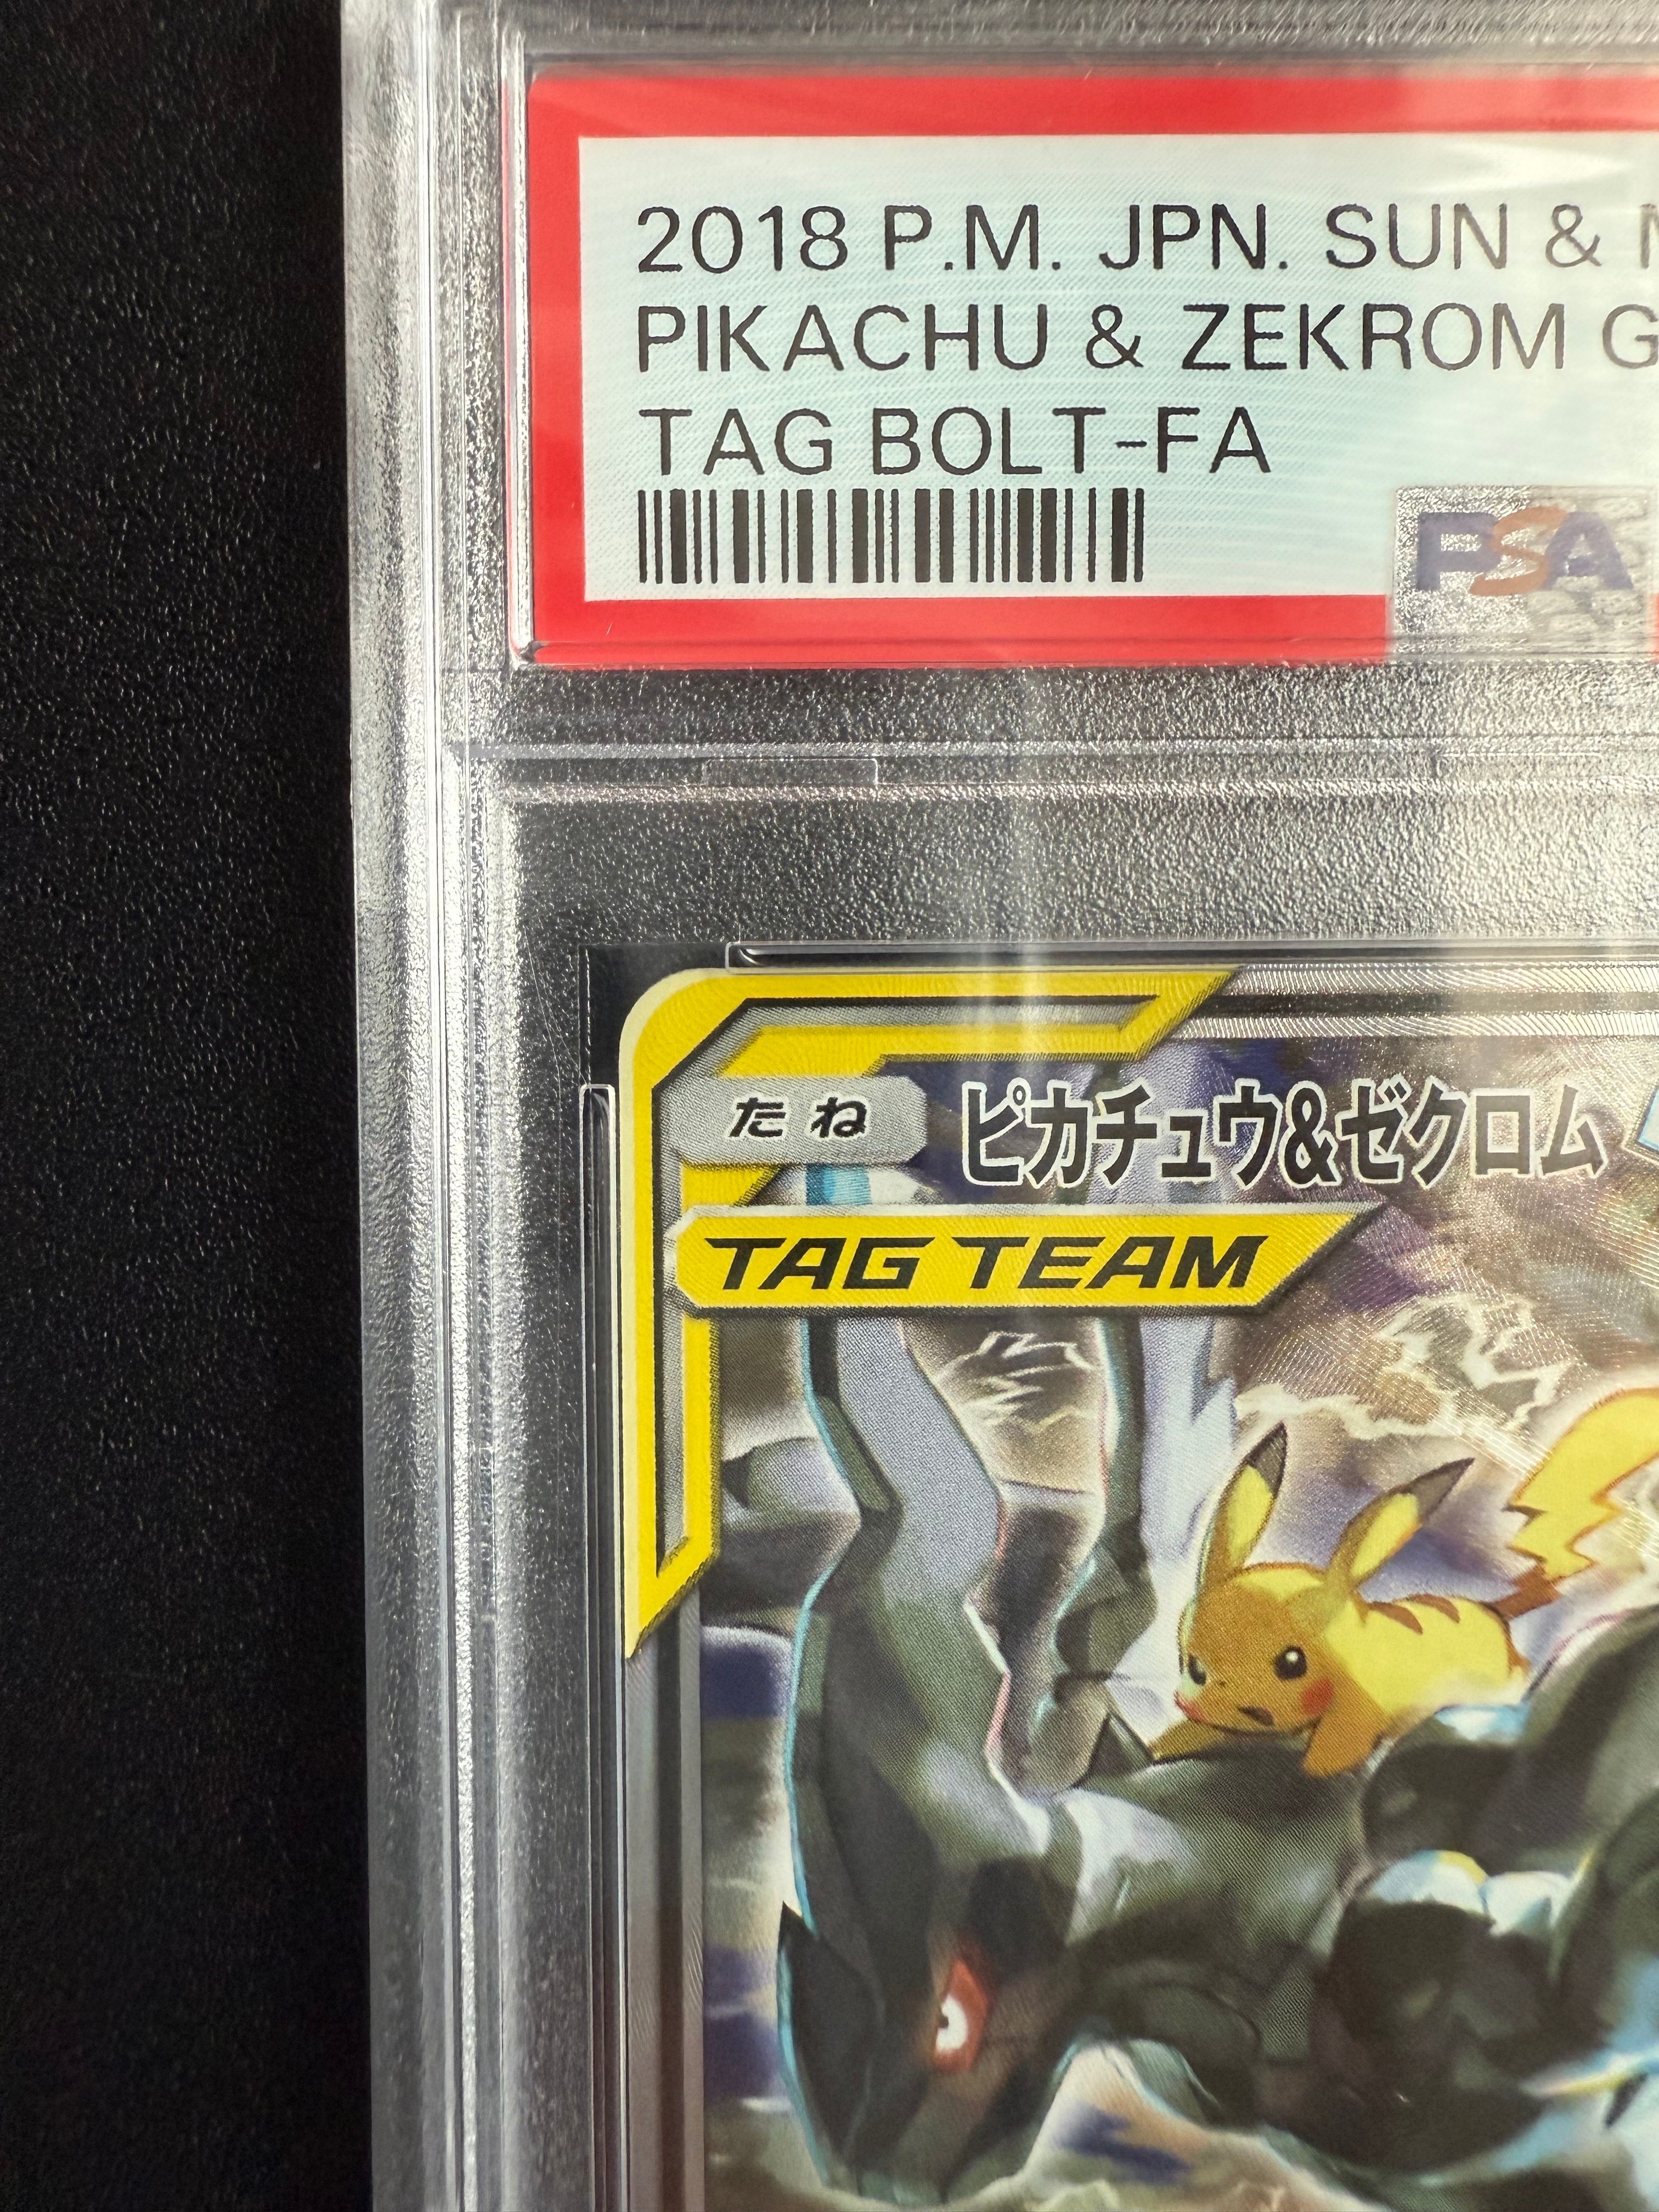 2018 P.M. JPN. SUN &
PIKACHU & ZEKROM G
TAG BOLT-FA
PSA
たね ピカチュウ&ゼクロム
TAG TEAM